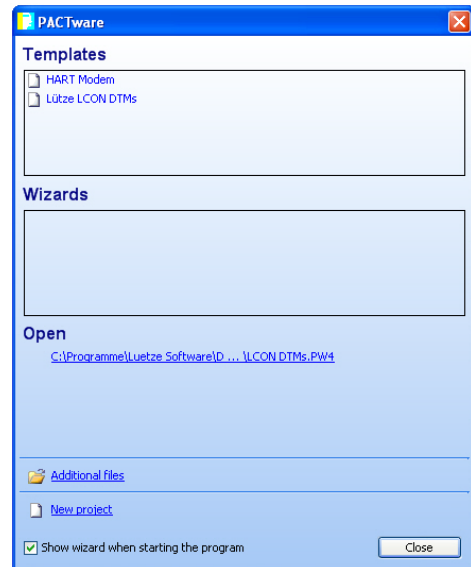 PACTware
Templates
HART Modem
Lütze LCON DTMs
Wizards
Open
C:\Programme\Luetze Software\D ... \LCON DTMs.PW4
Additional files
New project
Show wizard when starting the program
Close